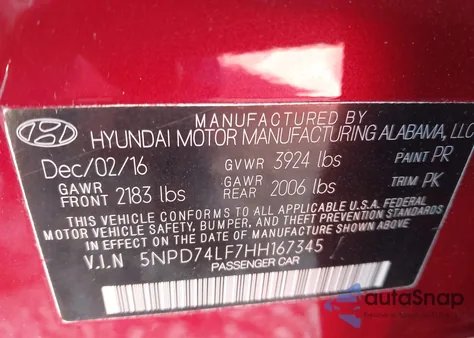 MANUFACTURED BY
HYUNDAI MOTOR MANUFACTURING ALABAMA, LLC
Dec/02/16 GVWR 3924 lbs PAINT PR
GAWR FRONT 2183 lbs GAWR REAR 2006 lbs TRIM PK
THIS VEHICLE CONFORMS TO ALL APPLICABLE U.S.A FEDERAL
MOTOR VEHICLE SAFETY, BUMPER, AND THEFT PREVENTION STANDARDS
IN EFFECT ON THE DATE OF MANUFACTURE SHOWN ABOVE.
V.I.N 5NPD74LF7HH167345
PASSENGER CAR
autaSnap